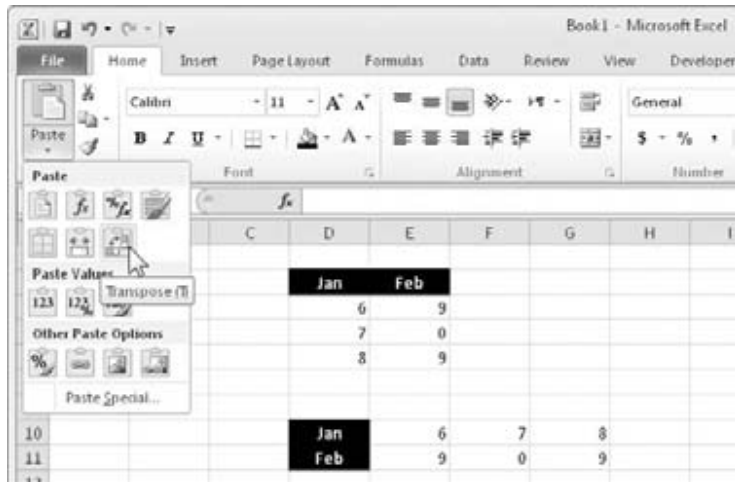 Book1 - Microsoft Excel
File Home Insert Page Layout Formulas Data Review View Developer
Paste
Calibri 11 A A General
B I U A $ % ,
Font Alignment Number
Paste
fx
C D E F G H I
Paste Values
Jan Feb
Transpose (T
123 123
6 9
7 0
8 9
Other Paste Options
Paste Special...
10 Jan 6 7 8
11 Feb 9 0 9